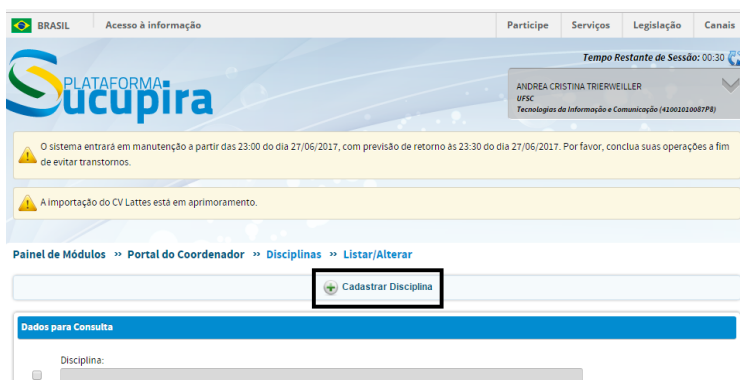 BRASIL Acesso à informação Participe Serviços Legislação Canais
Tempo Restante de Sessão: 00:30
PLATAFORMA
Sucupira
ANDREA CRISTINA TRIERWEILLER
UFSC
Tecnologias da Informação e Comunicação (41001010087P8)
O sistema entrará em manutenção a partir das 23:00 do dia 27/06/2017, com previsão de retorno às 23:30 do dia 27/06/2017. Por favor, conclua suas operações a fim
de evitar transtornos.
A importação do CV Lattes está em aprimoramento.
Painel de Módulos » Portal do Coordenador » Disciplinas » Listar/Alterar
Cadastrar Disciplina
Dados para Consulta
Disciplina: